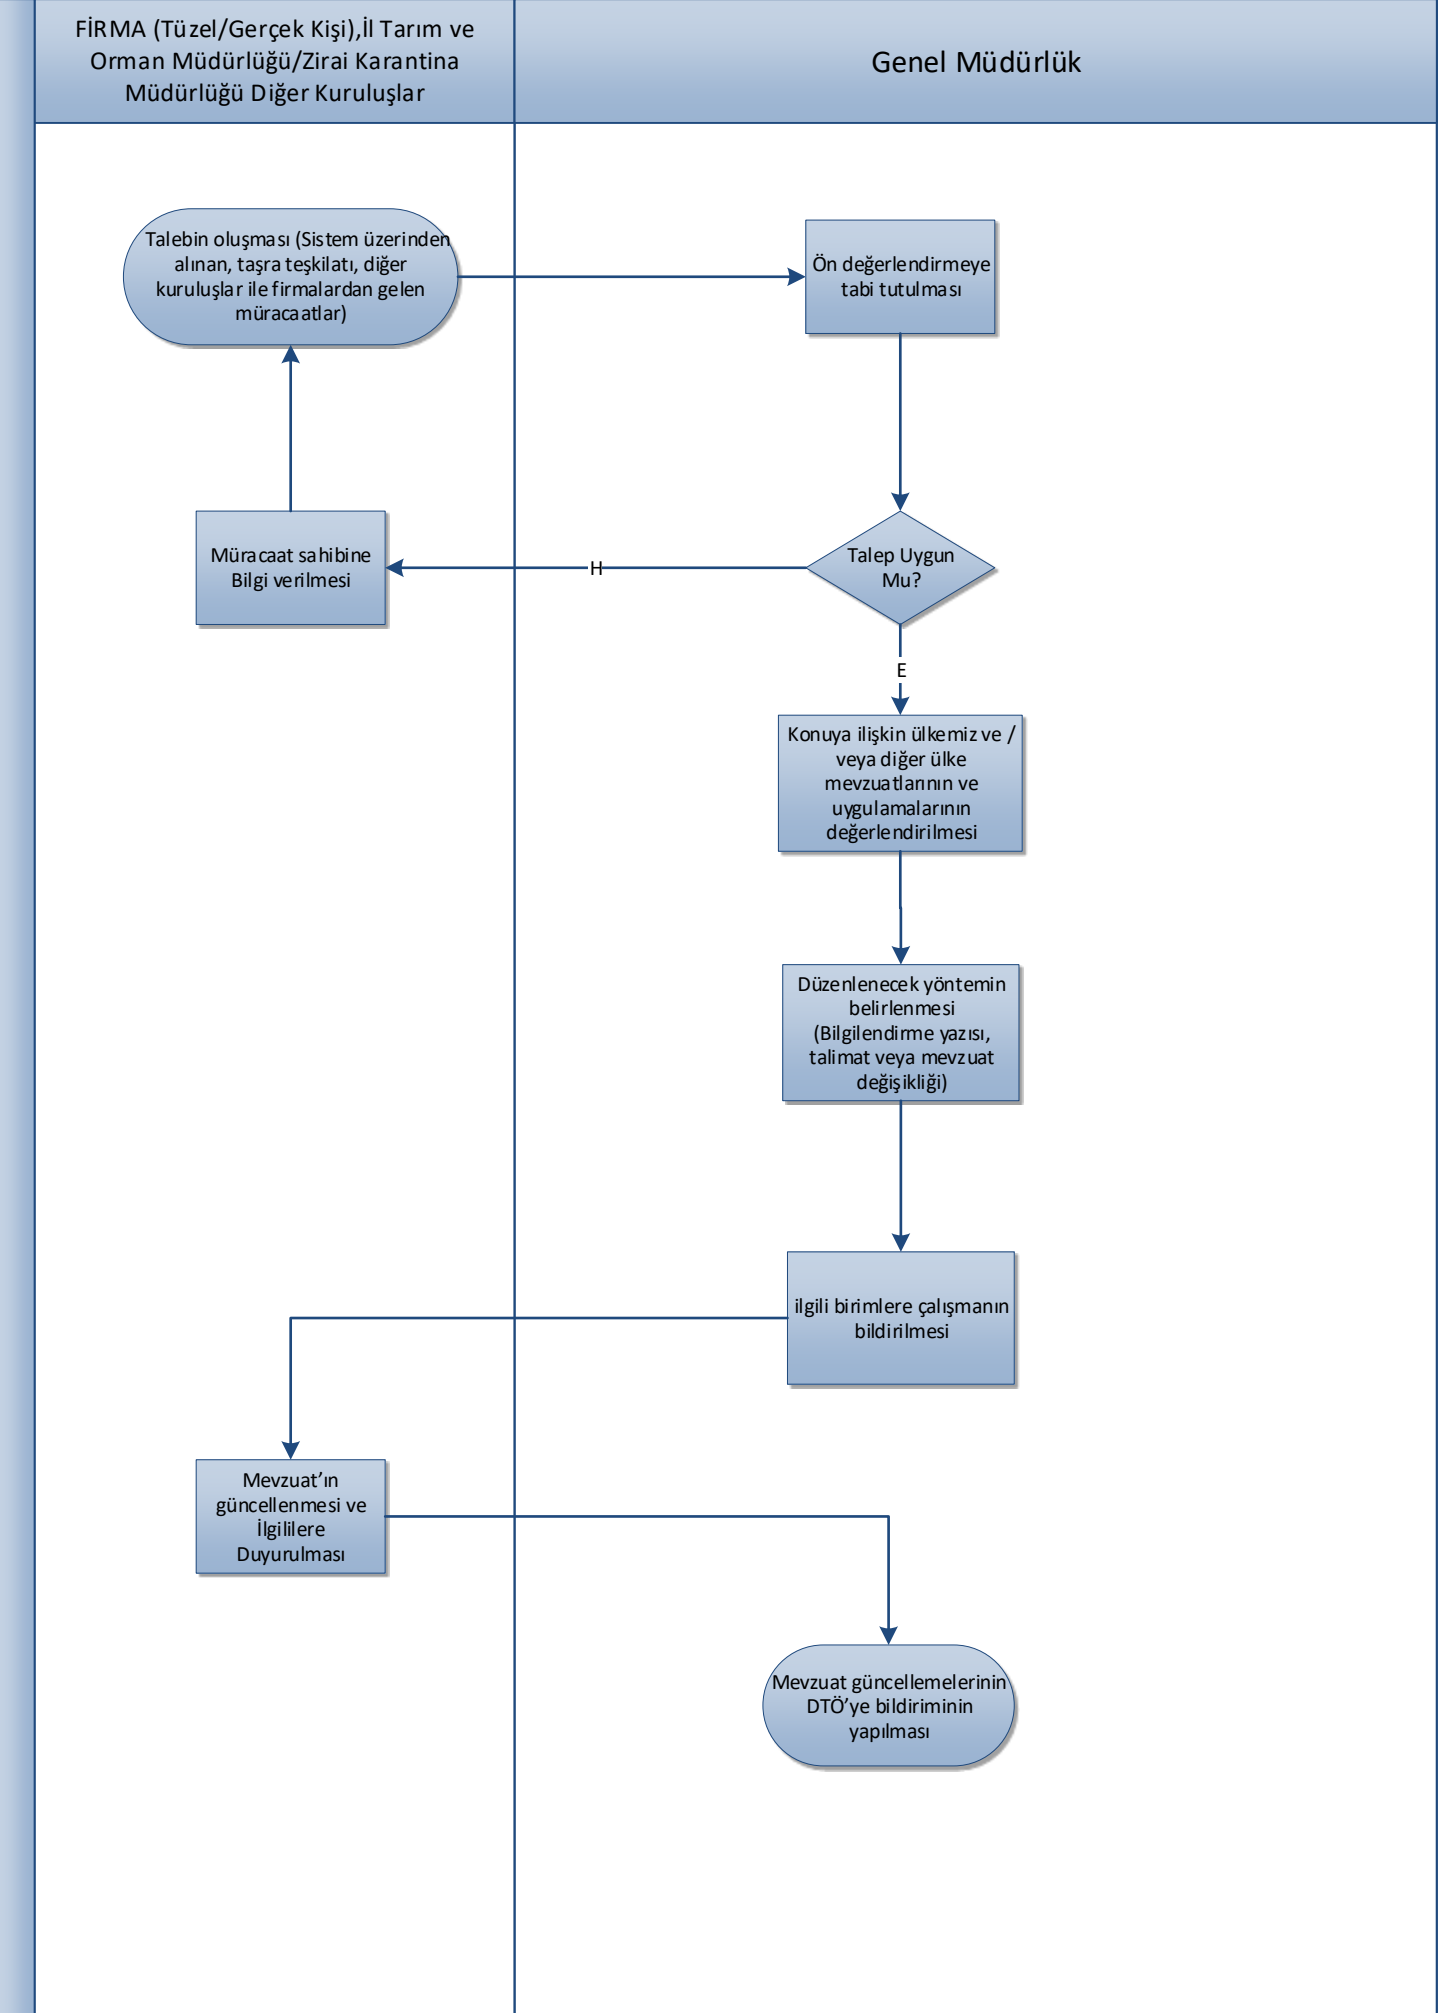 FİRMA (Tüzel/Gerçek Kişi),İl Tarım ve
Orman Müdürlüğü/Zirai Karantina
Müdürlüğü Diğer Kuruluşlar
Genel Müdürlük
Talebin oluşması (Sistem üzerinden
alınan, taşra teşkilatı, diğer
kuruluşlar ile firmalardan gelen
müracaatlar)
Ön değerlendirmeye
tabi tutulması
Müracaat sahibine
Bilgi verilmesi
H
Talep Uygun
Mu?
E
Konuya ilişkin ülkemiz ve /
veya diğer ülke
mevzuatlarının ve
uygulamalarının
değerlendirilmesi
Düzenlenecek yöntemin
belirlenmesi
(Bilgilendirme yazısı,
talimat veya mevzuat
değişikliği)
ilgili birimlere çalışmanın
bildirilmesi
Mevzuat’ın
güncellenmesi ve
İlgililere
Duyurulması
Mevzuat güncellemelerinin
DTÖ’ye bildiriminin
yapılması